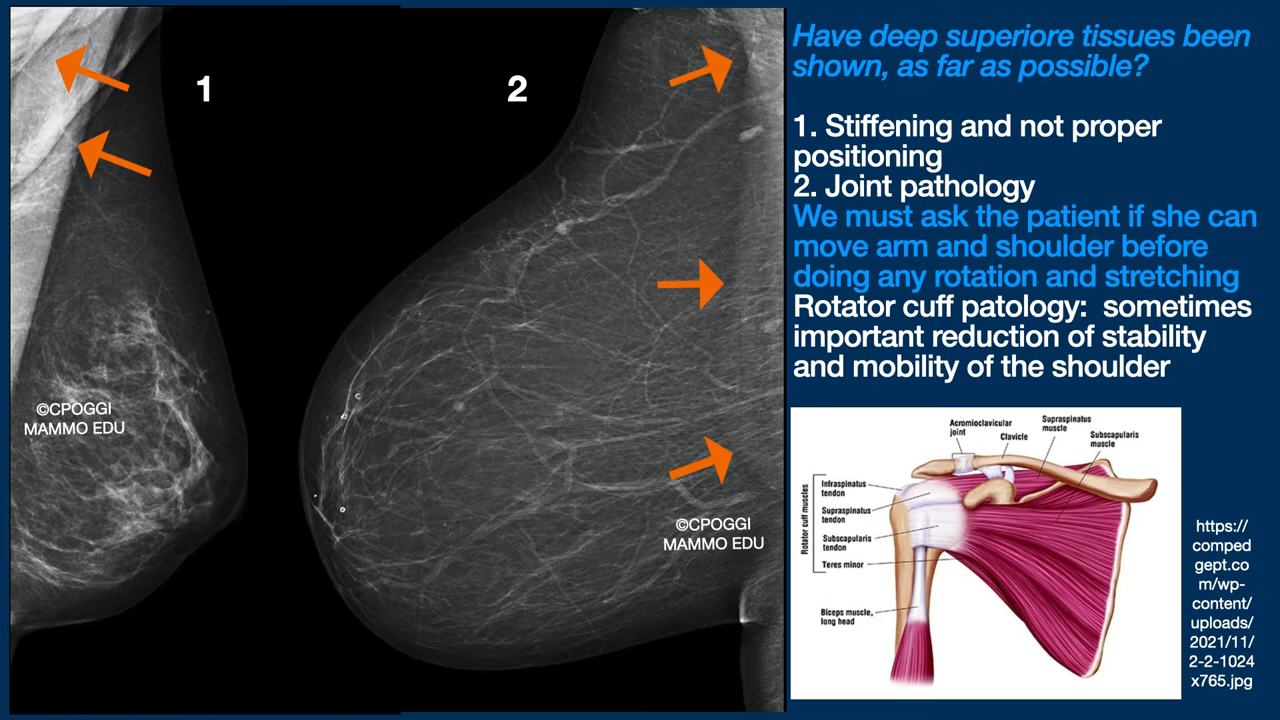 1
2
©CPOGGI
MAMMO EDU
©CPOGGI
MAMMO EDU
Have deep superiore tissues been
shown, as far as possible?
1. Stiffening and not proper
positioning
2. Joint pathology
We must ask the patient if she can
move arm and shoulder before
doing any rotation and stretching
Rotator cuff patology: sometimes
important reduction of stability
and mobility of the shoulder
Acromioclavicular
joint
Clavicle
Supraspinatus
muscle
Subscapularis
muscle
Rotator cuff muscles
Infraspinatus
tendon
Supraspinatus
tendon
Subscapularis
tendon
Teres minor
Biceps muscle,
long head
https://
comped
gept.co
m/wp-
content/
uploads/
2021/11/
2-2-1024
x765.jpg